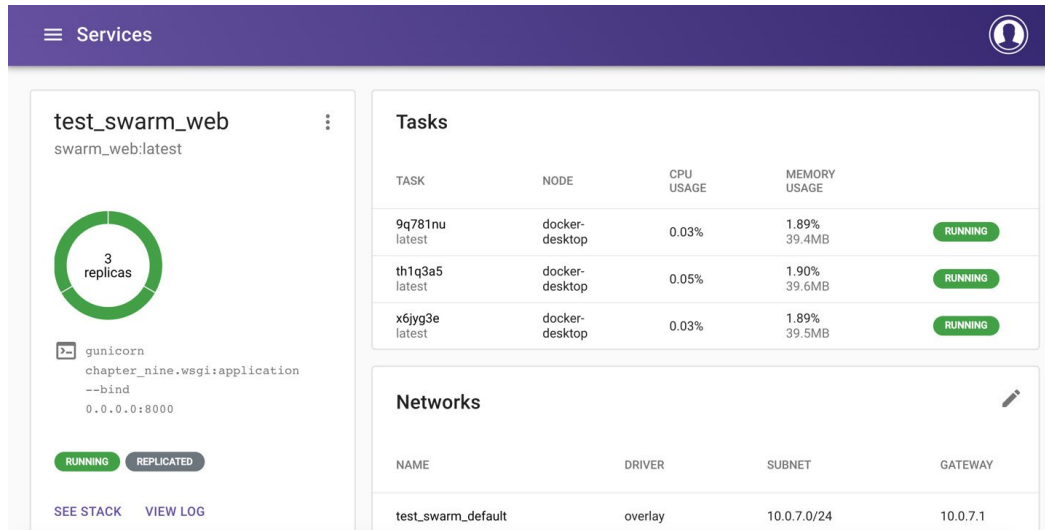 Services
test_swarm_web
swarm_web:latest
3
replicas
gunicorn
chapter_nine.wsgi:application
--bind
0.0.0.0:8000
RUNNING REPLICATED
SEE STACK VIEW LOG
Tasks
TASK NODE CPU USAGE MEMORY USAGE
9q781nu docker-desktop 0.03% 1.89% RUNNING
latest 39.4MB
th1q3a5 docker-desktop 0.05% 1.90% RUNNING
latest 39.6MB
x6jyg3e docker-desktop 0.03% 1.89% RUNNING
latest 39.5MB
Networks
NAME DRIVER SUBNET GATEWAY
test_swarm_default overlay 10.0.7.0/24 10.0.7.1